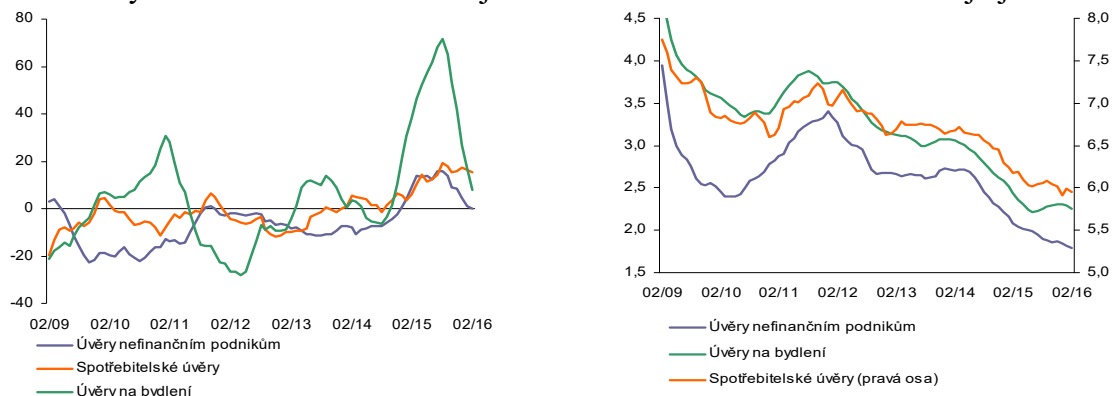 80
60
40
20
0
-20
-40
02/09 02/10 02/11 02/12 02/13 02/14 02/15 02/16
Úvěry nefinančním podnikům
Spotřebitelské úvěry
Úvěry na bydlení
4,5
4,0
3,5
3,0
2,5
2,0
1,5
8,0
7,5
7,0
6,5
6,0
5,5
5,0
02/09 02/10 02/11 02/12 02/13 02/14 02/15 02/16
Úvěry nefinančním podnikům
Úvěry na bydlení
Spotřebitelské úvěry (pravá osa)